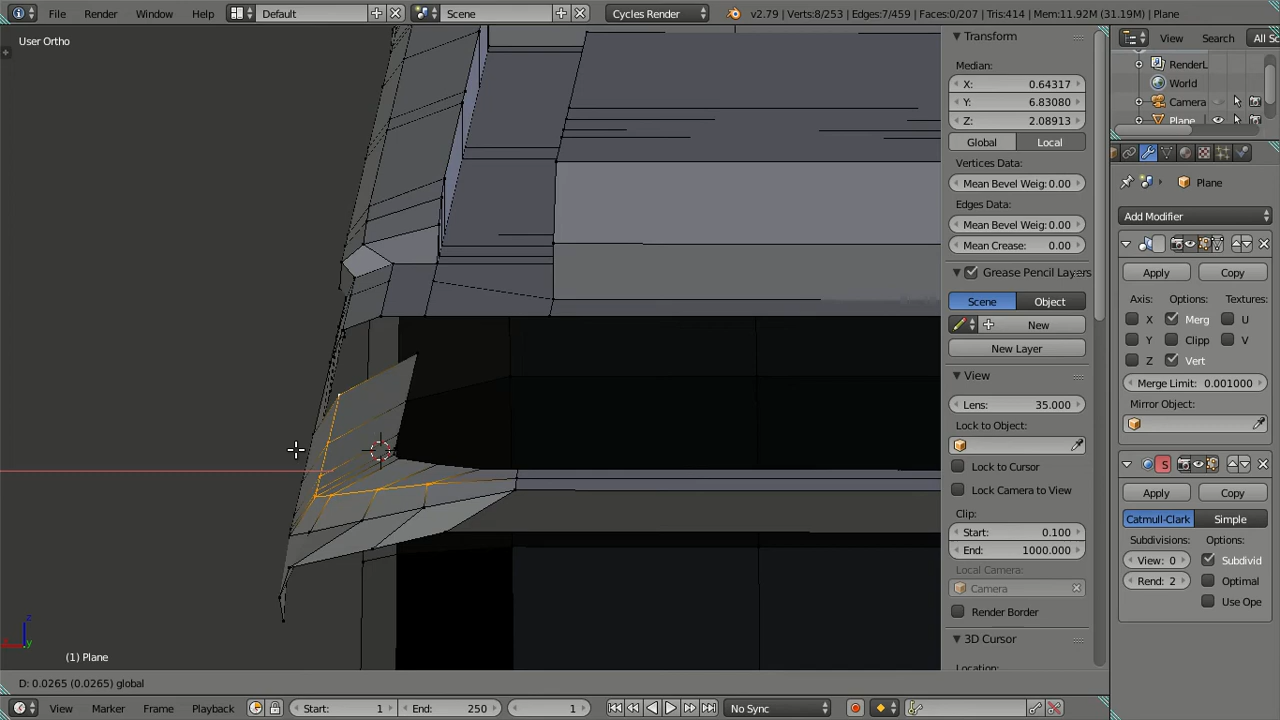 File Render Window Help Default Scene Cycles Render v2.79 | Verts:8/253 | Edges:7/459 | Faces:0/207 | Tris:414 | Mem:11.92M (31.19M) | Plane
User Ortho
Transform
Median:
X: 0.64317
Y: 6.83080
Z: 2.08913
Global Local
Vertices Data:
Mean Bevel Weig: 0.00
Edges Data:
Mean Bevel Weig: 0.00
Mean Crease: 0.00
Grease Pencil Layers
Scene Object
New
New Layer
View
Lens: 35.000
Lock to Object:
Lock to Cursor
Lock Camera to View
Clip:
Start: 0.100
End: 1000.000
Local Camera:
Camera
Render Border
3D Cursor
Location:
View Search All Sc
RenderL
World
Camera
Plane
Plane
Add Modifier
Apply Copy
Axis: Options: Textures:
X Merg U
Y Clipp V
Z Vert
Merge Limit: 0.001000
Mirror Object:
S
Apply Copy
Catmull-Clark Simple
Subdivisions: Options:
View: 0 Subdivid
Rend: 2 Optimal
Use Ope
z
x y
(1) Plane
D: 0.0265 (0.0265) global
View Marker Frame Playback Start: 1 End: 250 1 No Sync